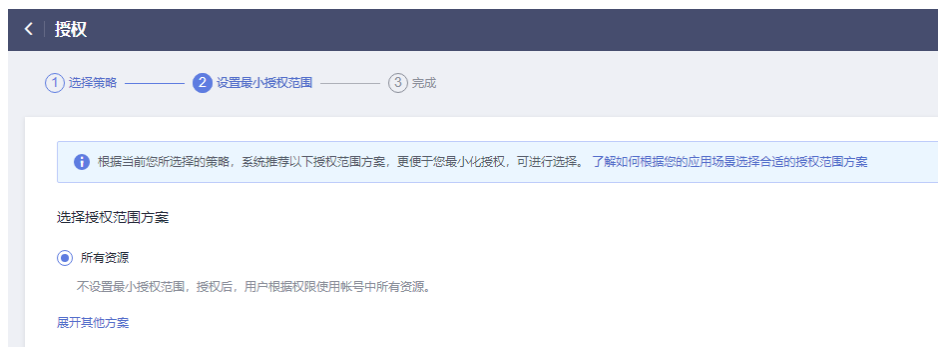 授权
1 选择策略 2 设置最小授权范围 3 完成
根据当前您所选择的策略，系统推荐以下授权范围方案，更便于您最小化授权，可进行选择。 了解如何根据您的应用场景选择合适的授权范围方案
选择授权范围方案
所有资源
不设置最小授权范围，授权后，用户根据权限使用帐号中所有资源。
展开其他方案